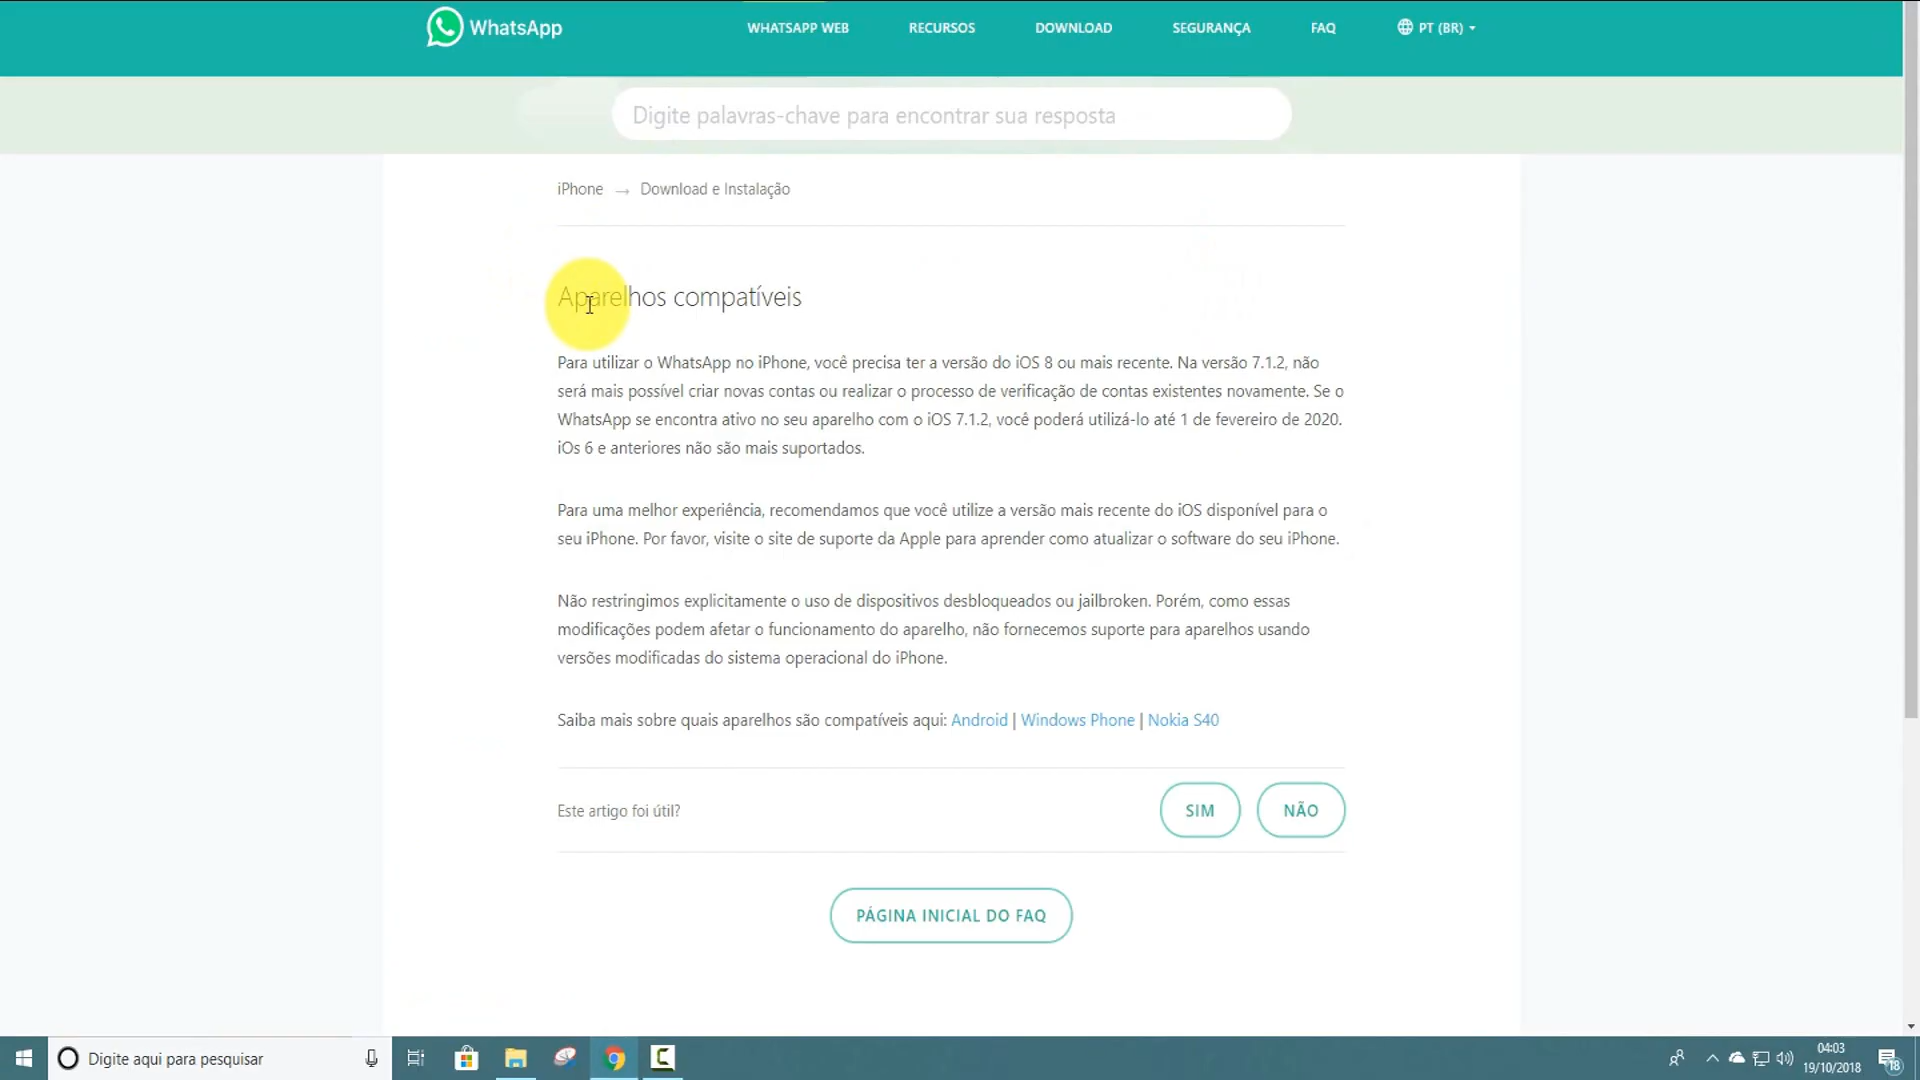 WhatsApp
WHATSAPP WEB
RECURSOS
DOWNLOAD
SEGURANÇA
FAQ
PT (BR)
Digite palavras-chave para encontrar sua resposta
iPhone → Download e Instalação
Aparelhos compatíveis
Para utilizar o WhatsApp no iPhone, você precisa ter a versão do iOS 8 ou mais recente. Na versão 7.1.2, não
será mais possível criar novas contas ou realizar o processo de verificação de contas existentes novamente. Se o
WhatsApp se encontra ativo no seu aparelho com o iOS 7.1.2, você poderá utilizá-lo até 1 de fevereiro de 2020.
iOs 6 e anteriores não são mais suportados.
Para uma melhor experiência, recomendamos que você utilize a versão mais recente do iOS disponível para o
seu iPhone. Por favor, visite o site de suporte da Apple para aprender como atualizar o software do seu iPhone.
Não restringimos explicitamente o uso de dispositivos desbloqueados ou jailbroken. Porém, como essas
modificações podem afetar o funcionamento do aparelho, não fornecemos suporte para aparelhos usando
versões modificadas do sistema operacional do iPhone.
Saiba mais sobre quais aparelhos são compatíveis aqui: Android | Windows Phone | Nokia S40
Este artigo foi útil?
SIM
NÃO
PÁGINA INICIAL DO FAQ
Digite aqui para pesquisar
04:03
19/10/2018
18